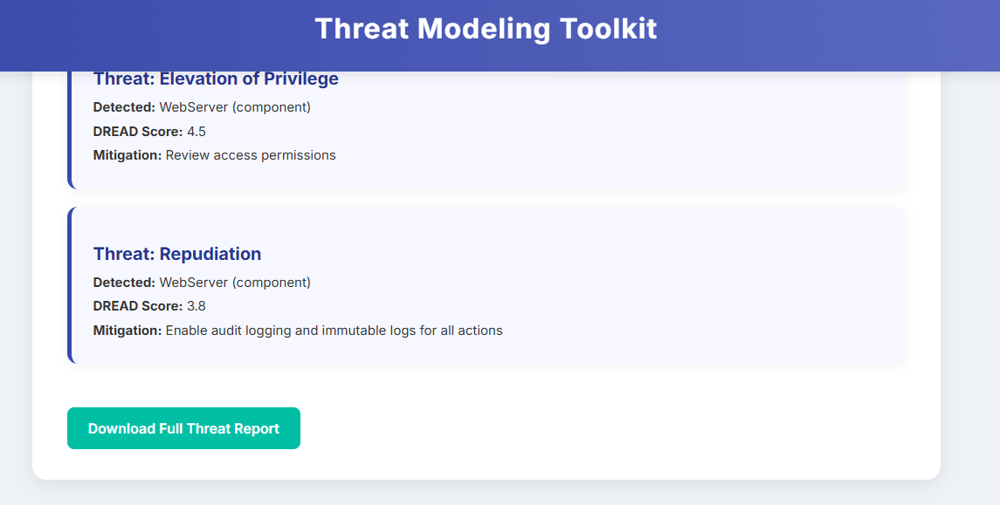 Threat Modeling Toolkit
Threat: Elevation of Privilege
Detected: WebServer (component)
DREAD Score: 4.5
Mitigation: Review access permissions
Threat: Repudiation
Detected: WebServer (component)
DREAD Score: 3.8
Mitigation: Enable audit logging and immutable logs for all actions
Download Full Threat Report